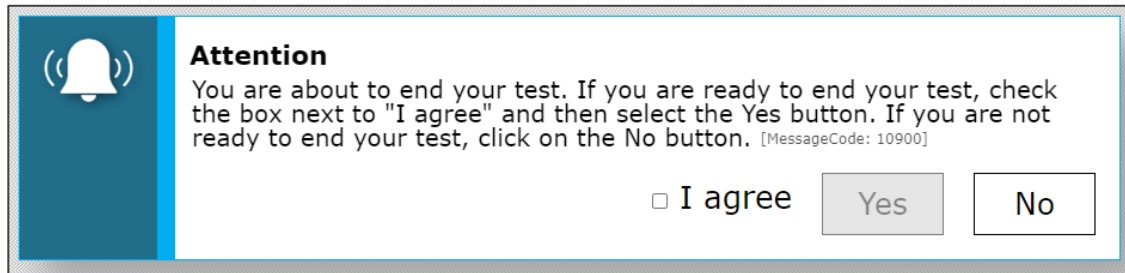 Attention
You are about to end your test. If you are ready to end your test, check
the box next to "I agree" and then select the Yes button. If you are not
ready to end your test, click on the No button. [MessageCode: 10900]
I agree Yes No